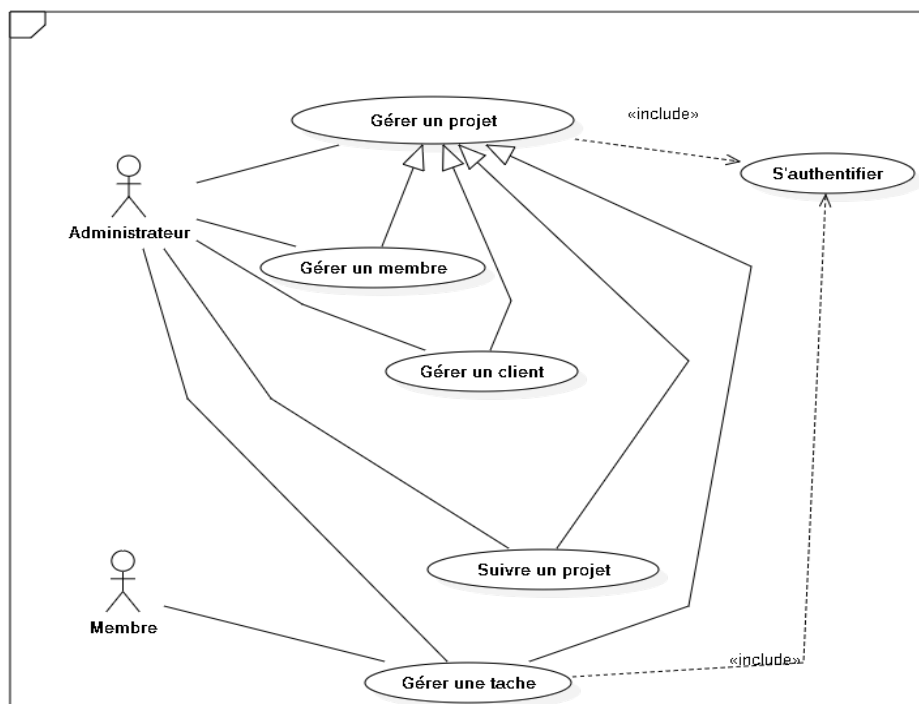 Gérer un projet
«include»
S'authentifier
Administrateur
Gérer un membre
Gérer un client
Suivre un projet
Membre
«include»
Gérer une tache